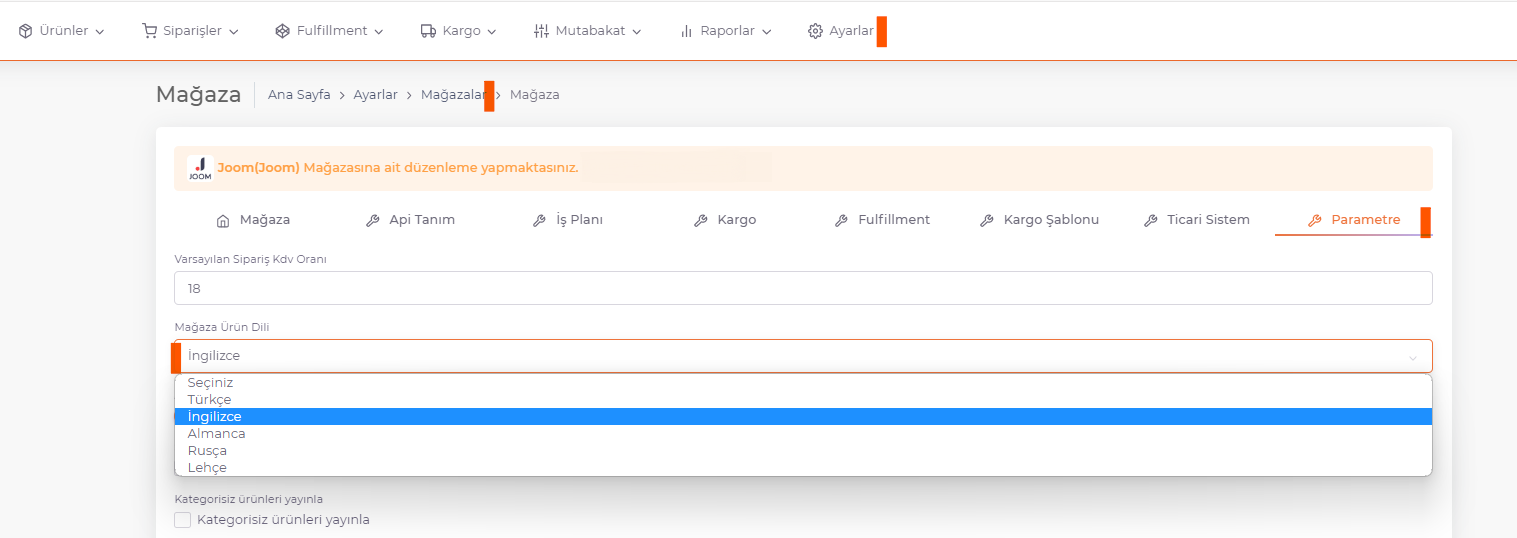 Ürünler Siparişler Fulfillment Kargo Mutabakat Raporlar Ayarlar
Mağaza Ana Sayfa > Ayarlar > Mağazalar > Mağaza
JOOM Joom(Joom) Mağazasına ait düzenleme yapmaktasınız.
Mağaza Api Tanım İş Planı Kargo Fulfillment Kargo Şablonu Ticari Sistem Parametre
Varsayılan Sipariş Kdv Oranı
18
Mağaza Ürün Dili
İngilizce
Seçiniz
Türkçe
İngilizce
Almanca
Rusça
Lehçe
Kategorisiz ürünleri yayınla
Kategorisiz ürünleri yayınla